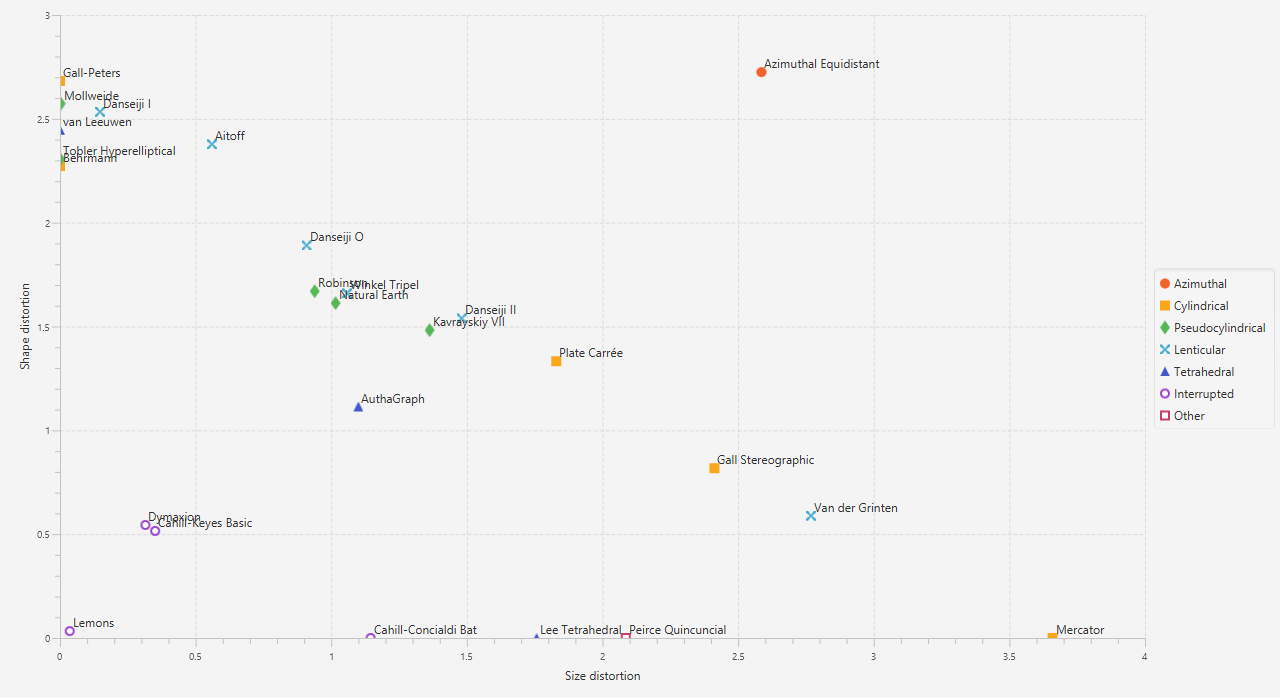 3
Gall-Peters
Azimuthal Equidistant
Mollweide
Danseiji I
2.5
van Leeuwen
Aitoff
Tobler Hyperelliptical
Behrmann
2
Danseiji O
Robinson
Winkel Tripel
Natural Earth
Danseiji II
Kavrayskiy VII
1.5
Plate Carrée
AuthaGraph
1
Gall Stereographic
Van der Grinten
Dymaxion
Cahill-Keyes Basic
0.5
Lemons
Cahill-Concialdi Bat
Lee Tetrahedral
Peirce Quincuncial
Mercator
0
0 0.5 1 1.5 2 2.5 3 3.5 4
Size distortion
Shape distortion
Azimuthal
Cylindrical
Pseudocylindrical
Lenticular
Tetrahedral
Interrupted
Other